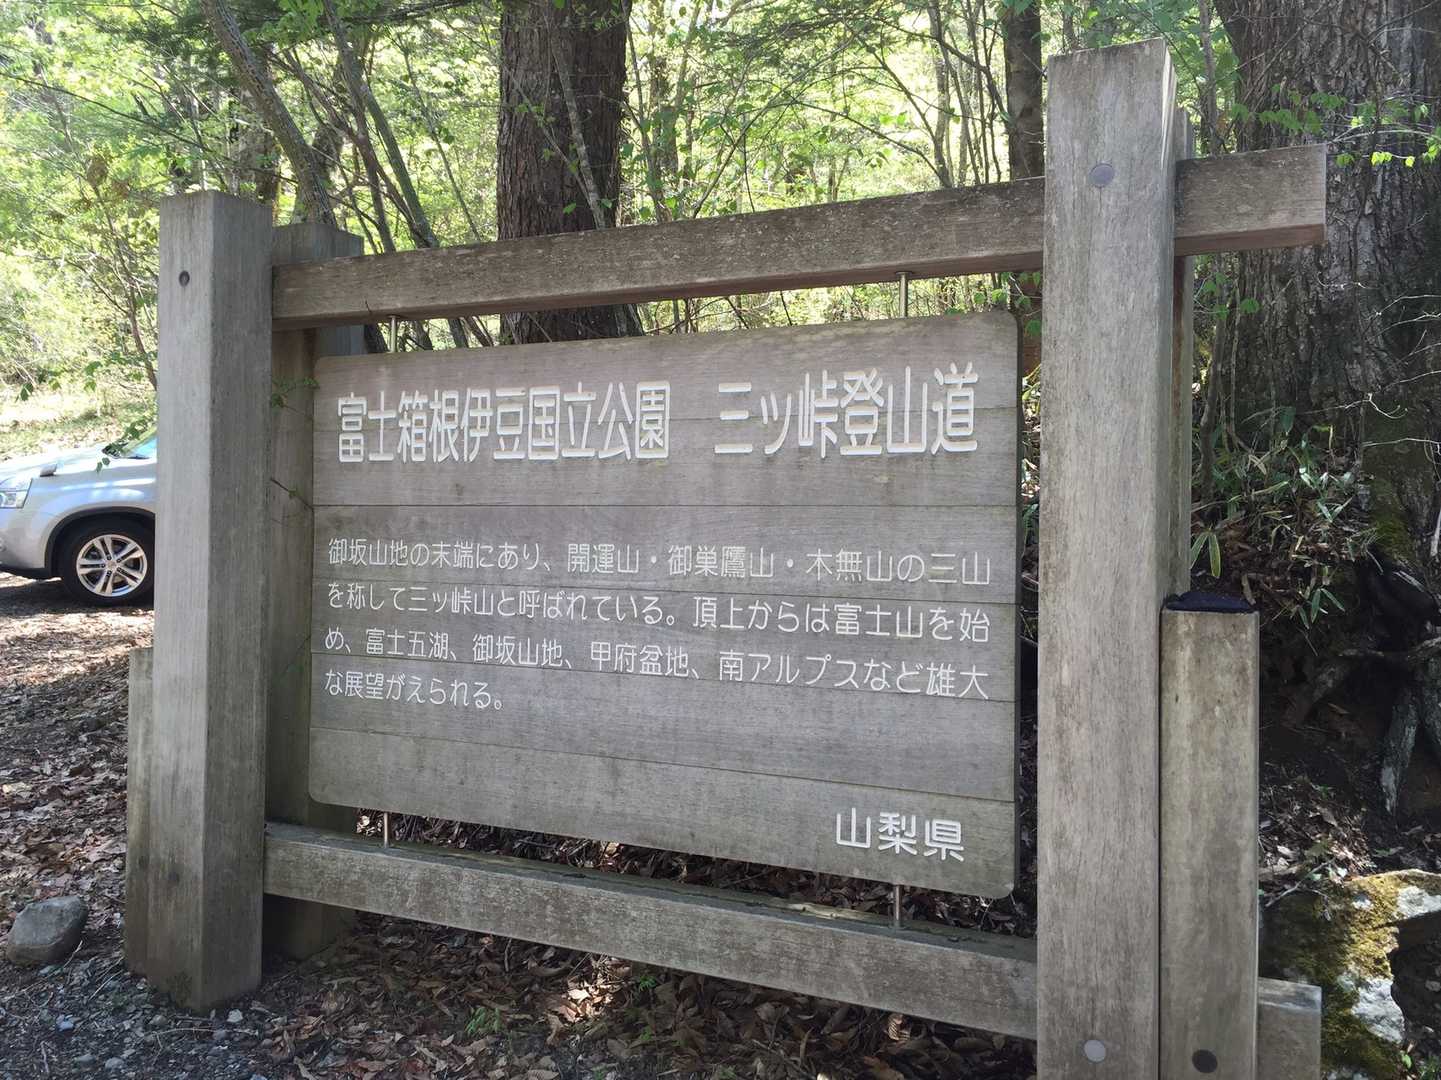 富士箱根伊豆国立公園　三ツ峠登山道
御坂山地の末端にあり、開運山・御巣鷹山・木無山の三山
を称して三ツ峠山と呼ばれている。頂上からは富士山を始
め、富士五湖、御坂山地、甲府盆地、南アルプスなど雄大
な展望がえられる。
山梨県